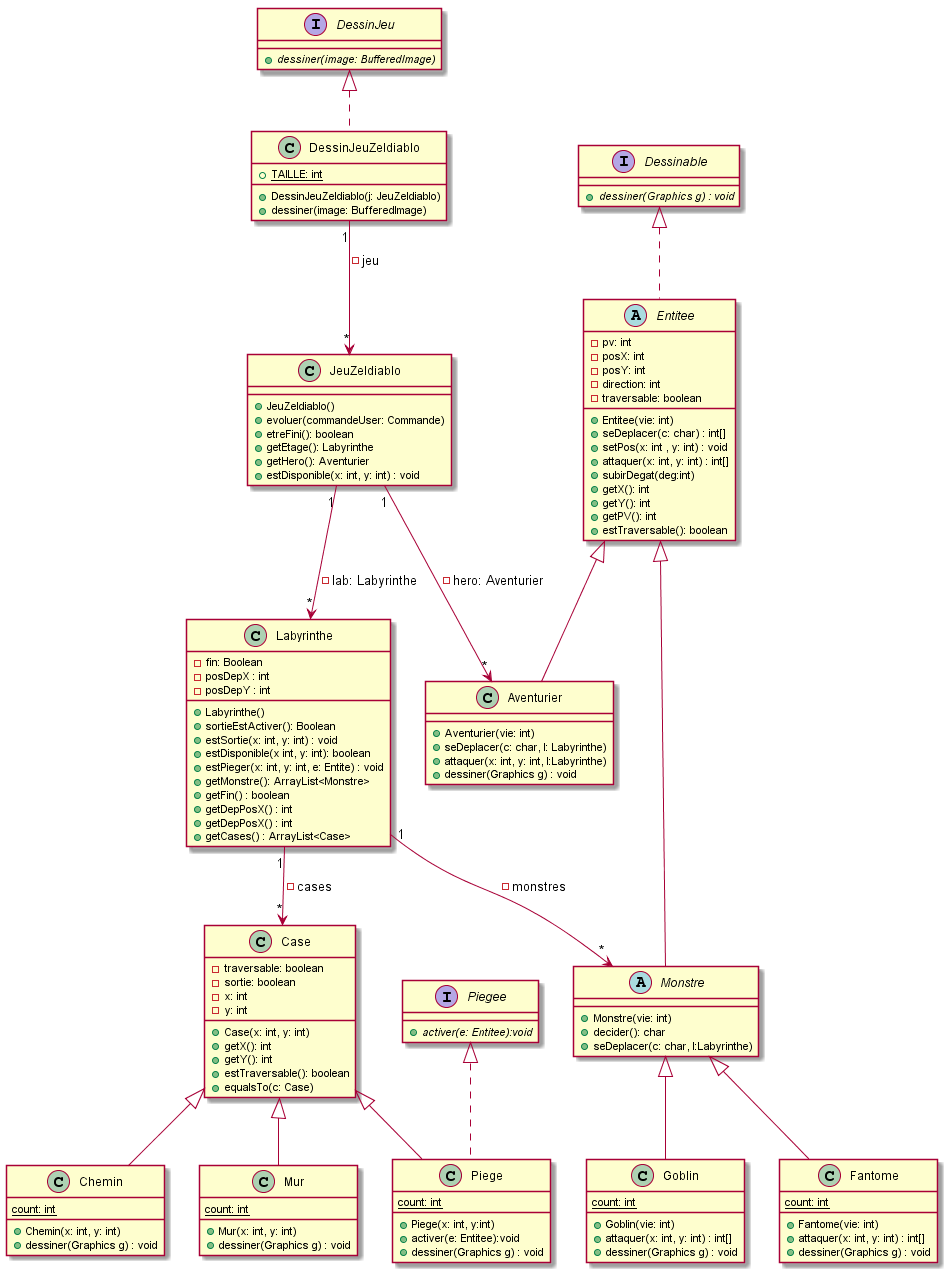 I DessinJeu
dessiner(image: BufferedImage)
C DessinJeuZeldiablo
TAILLE: int
DessinJeuZeldiablo(j: JeuZeldiablo)
dessiner(image: BufferedImage)
I Dessinable
dessiner(Graphics g) : void
1
jeu
*
A Entitee
pv: int
posX: int
posY: int
direction: int
traversable: boolean
Entitee(vie: int)
seDeplacer(c: char) : int[]
setPos(x: int , y: int) : void
attaquer(x: int, y: int) : int[]
subirDegat(deg:int)
getX(): int
getY(): int
getPV(): int
estTraversable(): boolean
C JeuZeldiablo
JeuZeldiablo()
evoluer(commandeUser: Commande)
etreFini(): boolean
getEtage(): Labyrinthe
getHero(): Aventurier
estDisponible(x: int, y: int) : void
1
1
lab: Labyrinthe
hero: Aventurier
*
*
C Labyrinthe
fin: Boolean
posDepX : int
posDepY : int
Labyrinthe()
sortieEstActiver(): Boolean
estSortie(x: int, y: int) : void
estDisponible(x int, y: int): boolean
estPieger(x: int, y: int, e: Entite) : void
getMonstre(): ArrayList<Monstre>
getFin() : boolean
getDepPosX() : int
getDepPosX() : int
getCases() : ArrayList<Case>
C Aventurier
Aventurier(vie: int)
seDeplacer(c: char, l: Labyrinthe)
attaquer(x: int, y: int, l:Labyrinthe)
dessiner(Graphics g) : void
1
1
cases
monstres
*
*
C Case
traversable: boolean
sortie: boolean
x: int
y: int
Case(x: int, y: int)
getX(): int
getY(): int
estTraversable(): boolean
equalsTo(c: Case)
I Piegee
activer(e: Entitee):void
A Monstre
Monstre(vie: int)
decider(): char
seDeplacer(c: char, l:Labyrinthe)
C Chemin
count: int
Chemin(x: int, y: int)
dessiner(Graphics g) : void
C Mur
count: int
Mur(x: int, y: int)
dessiner(Graphics g) : void
C Piege
count: int
Piege(x: int, y:int)
activer(e: Entitee):void
dessiner(Graphics g) : void
C Goblin
count: int
Goblin(vie: int)
attaquer(x: int, y: int) : int[]
dessiner(Graphics g) : void
C Fantome
count: int
Fantome(vie: int)
attaquer(x: int, y: int) : int[]
dessiner(Graphics g) : void